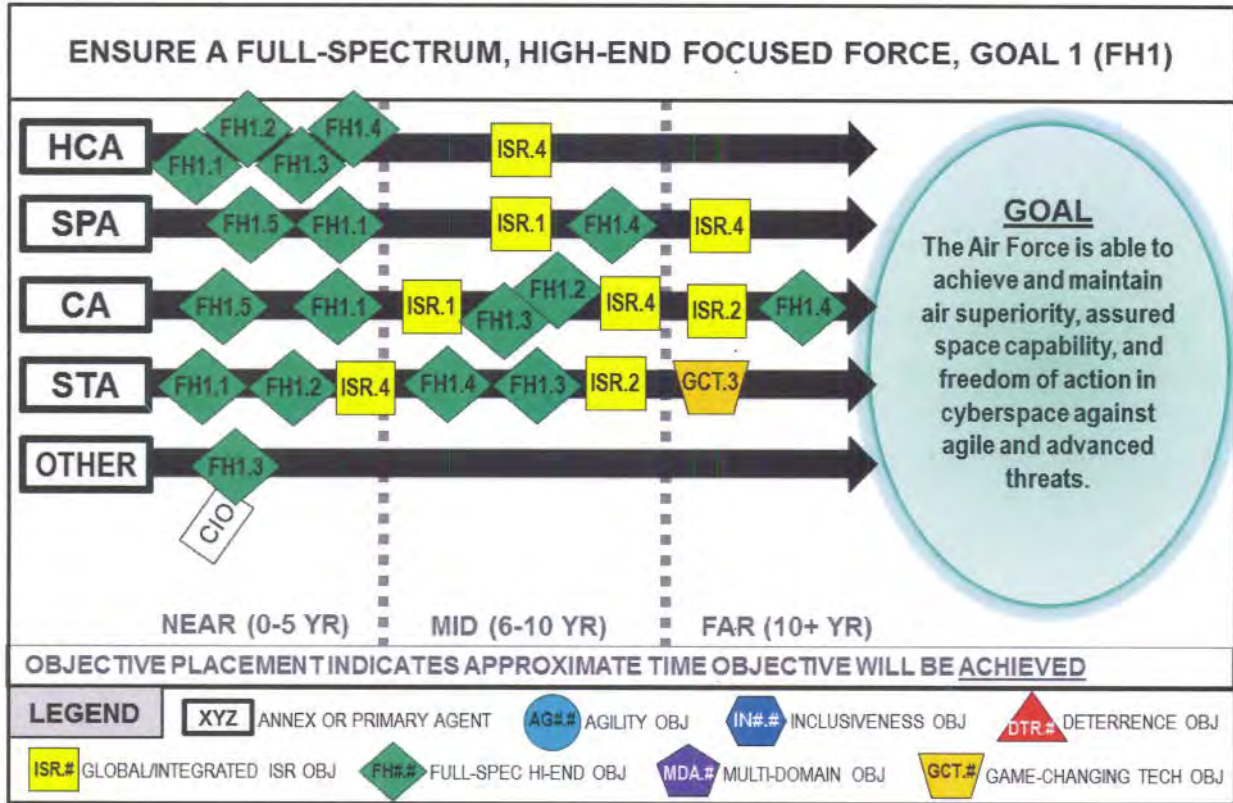 ENSURE A FULL-SPECTRUM, HIGH-END FOCUSED FORCE, GOAL 1 (FH1)
HCA
FH1.1
FH1.2
FH1.3
FH1.4
ISR.4
SPA
FH1.5
FH1.1
ISR.1
FH1.4
ISR.4
CA
FH1.5
FH1.1
ISR.1
FH1.3
FH1.2
ISR.4
ISR.2
FH1.4
STA
FH1.1
FH1.2
ISR.4
FH1.4
FH1.3
ISR.2
GCT.3
OTHER
FH1.3
CIO
GOAL
The Air Force is able to
achieve and maintain
air superiority, assured
space capability, and
freedom of action in
cyberspace against
agile and advanced
threats.
NEAR (0-5 YR)
MID (6-10 YR)
FAR (10+ YR)
OBJECTIVE PLACEMENT INDICATES APPROXIMATE TIME OBJECTIVE WILL BE ACHIEVED
LEGEND
XYZ ANNEX OR PRIMARY AGENT
AG#.# AGILITY OBJ
IN#.# INCLUSIVENESS OBJ
DTR.# DETERRENCE OBJ
ISR.# GLOBAL/INTEGRATED ISR OBJ
FH#.# FULL-SPEC HI-END OBJ
MDA.# MULTI-DOMAIN OBJ
GCT.# GAME-CHANGING TECH OBJ